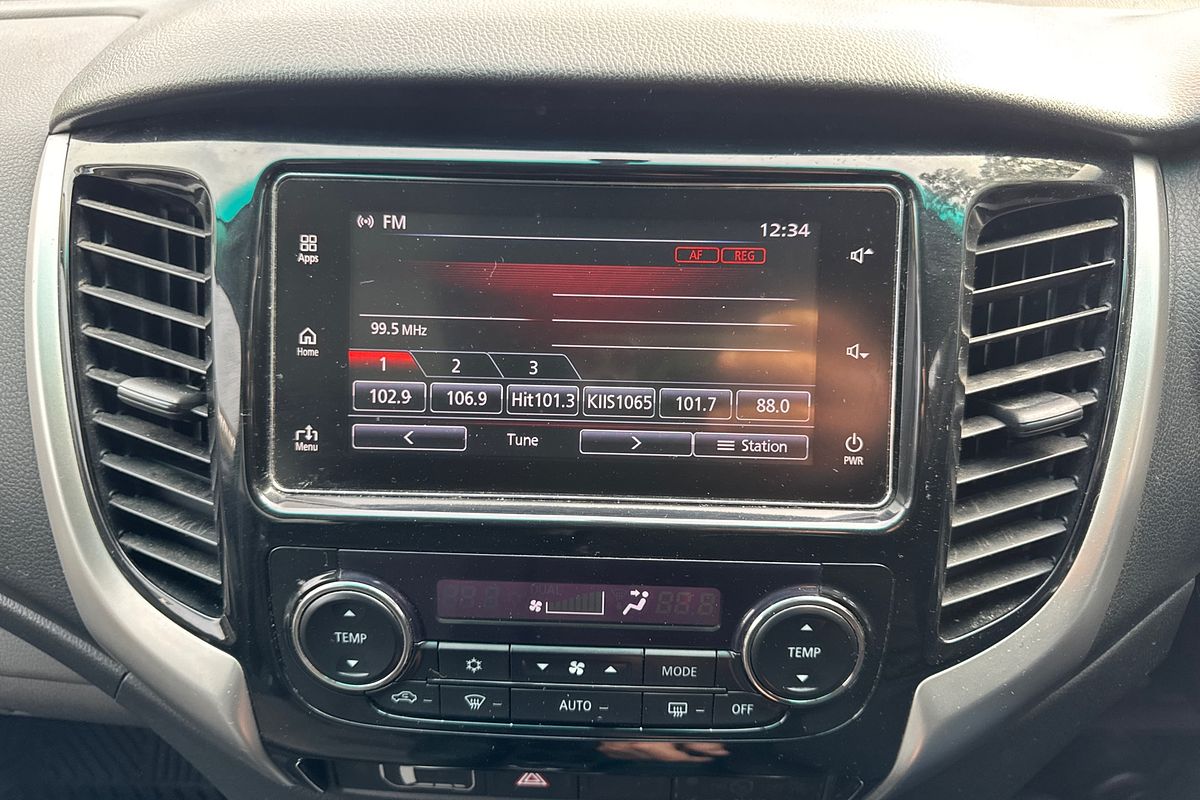 FM
12:34
Apps
AF REG
Home
99.5 MHz
1 2 3
102.9 106.9 Hit101.3 KIIS1065 101.7 88.0
Menu
< Tune > Station
PWR
TEMP
TEMP
MODE
AUTO
OFF